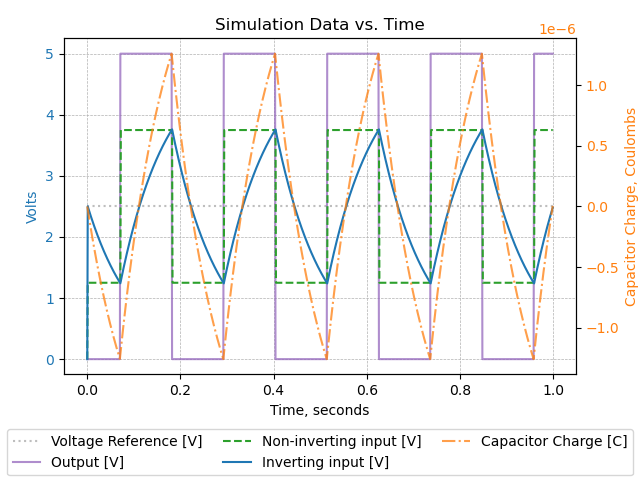 Simulation Data vs. Time
1e−6
5
4
3
2
1
0
Volts
1.0
0.5
0.0
−0.5
−1.0
Capacitor Charge, Coulombs
0.0 0.2 0.4 0.6 0.8 1.0
Time, seconds
Voltage Reference [V] Non-inverting input [V] Capacitor Charge [C]
Output [V] Inverting input [V]